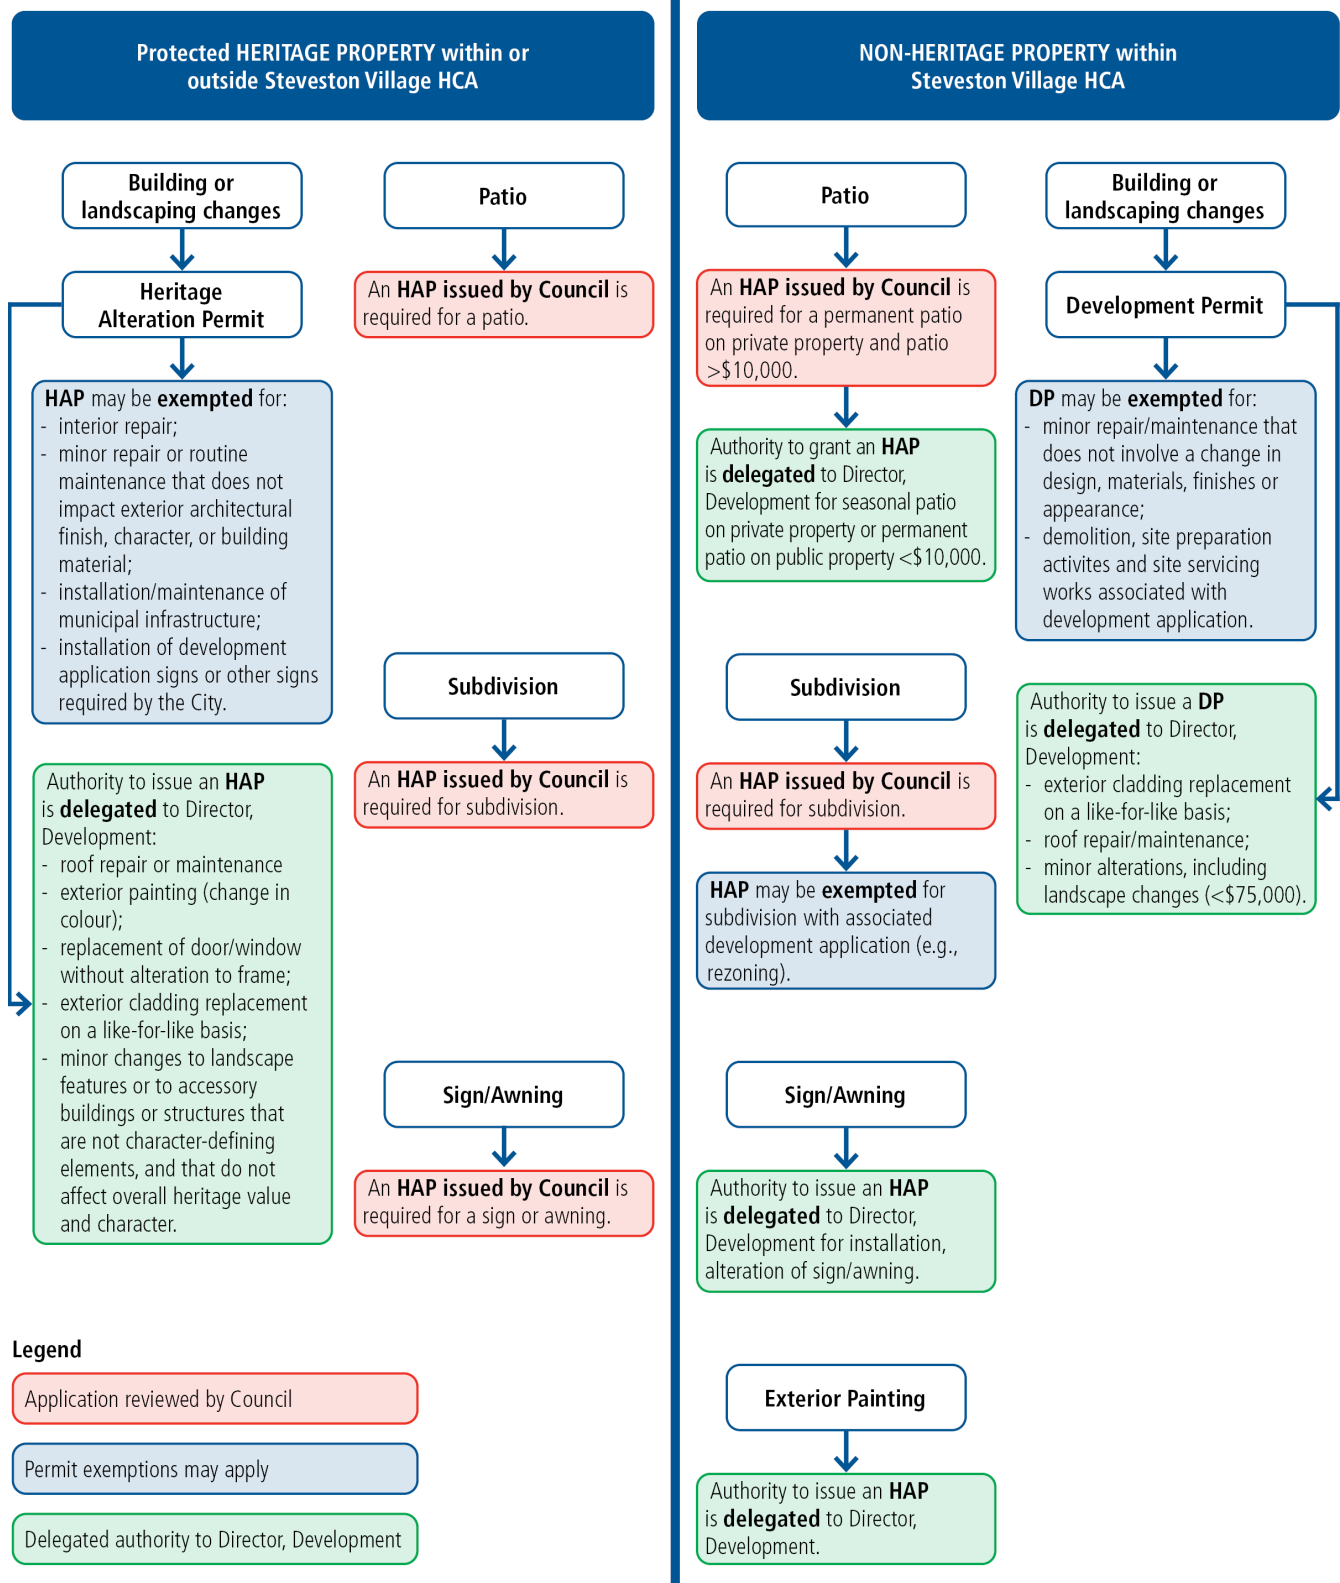 Protected HERITAGE PROPERTY within or
outside Steveston Village HCA
Building or
landscaping changes
Heritage
Alteration Permit
HAP may be exempted for:
- interior repair;
- minor repair or routine
maintenance that does not
impact exterior architectural
finish, character, or building
material;
- installation/maintenance of
municipal infrastructure;
- installation of development
application signs or other signs
required by the City.
Authority to issue an HAP
is delegated to Director,
Development:
- roof repair or maintenance
- exterior painting (change in
colour);
- replacement of door/window
without alteration to frame;
- exterior cladding replacement
on a like-for-like basis;
- minor changes to landscape
features or to accessory
buildings or structures that
are not character-defining
elements, and that do not
affect overall heritage value
and character.
Patio
An HAP issued by Council is
required for a patio.
Subdivision
An HAP issued by Council is
required for subdivision.
Sign/Awning
An HAP issued by Council is
required for a sign or awning.
Legend
Application reviewed by Council
Permit exemptions may apply
Delegated authority to Director, Development
NON-HERITAGE PROPERTY within
Steveston Village HCA
Patio
An HAP issued by Council is
required for a permanent patio
on private property and patio
>$10,000.
Authority to grant an HAP
is delegated to Director,
Development for seasonal patio
on private property or permanent
patio on public property <$10,000.
Subdivision
An HAP issued by Council is
required for subdivision.
HAP may be exempted for
subdivision with associated
development application (e.g.,
rezoning).
Sign/Awning
Authority to issue an HAP
is delegated to Director,
Development for installation,
alteration of sign/awning.
Exterior Painting
Authority to issue an HAP
is delegated to Director,
Development.
Building or
landscaping changes
Development Permit
DP may be exempted for:
- minor repair/maintenance that
does not involve a change in
design, materials, finishes or
appearance;
- demolition, site preparation
activites and site servicing
works associated with
development application.
Authority to issue a DP
is delegated to Director,
Development:
- exterior cladding replacement
on a like-for-like basis;
- roof repair/maintenance;
- minor alterations, including
landscape changes (<$75,000).